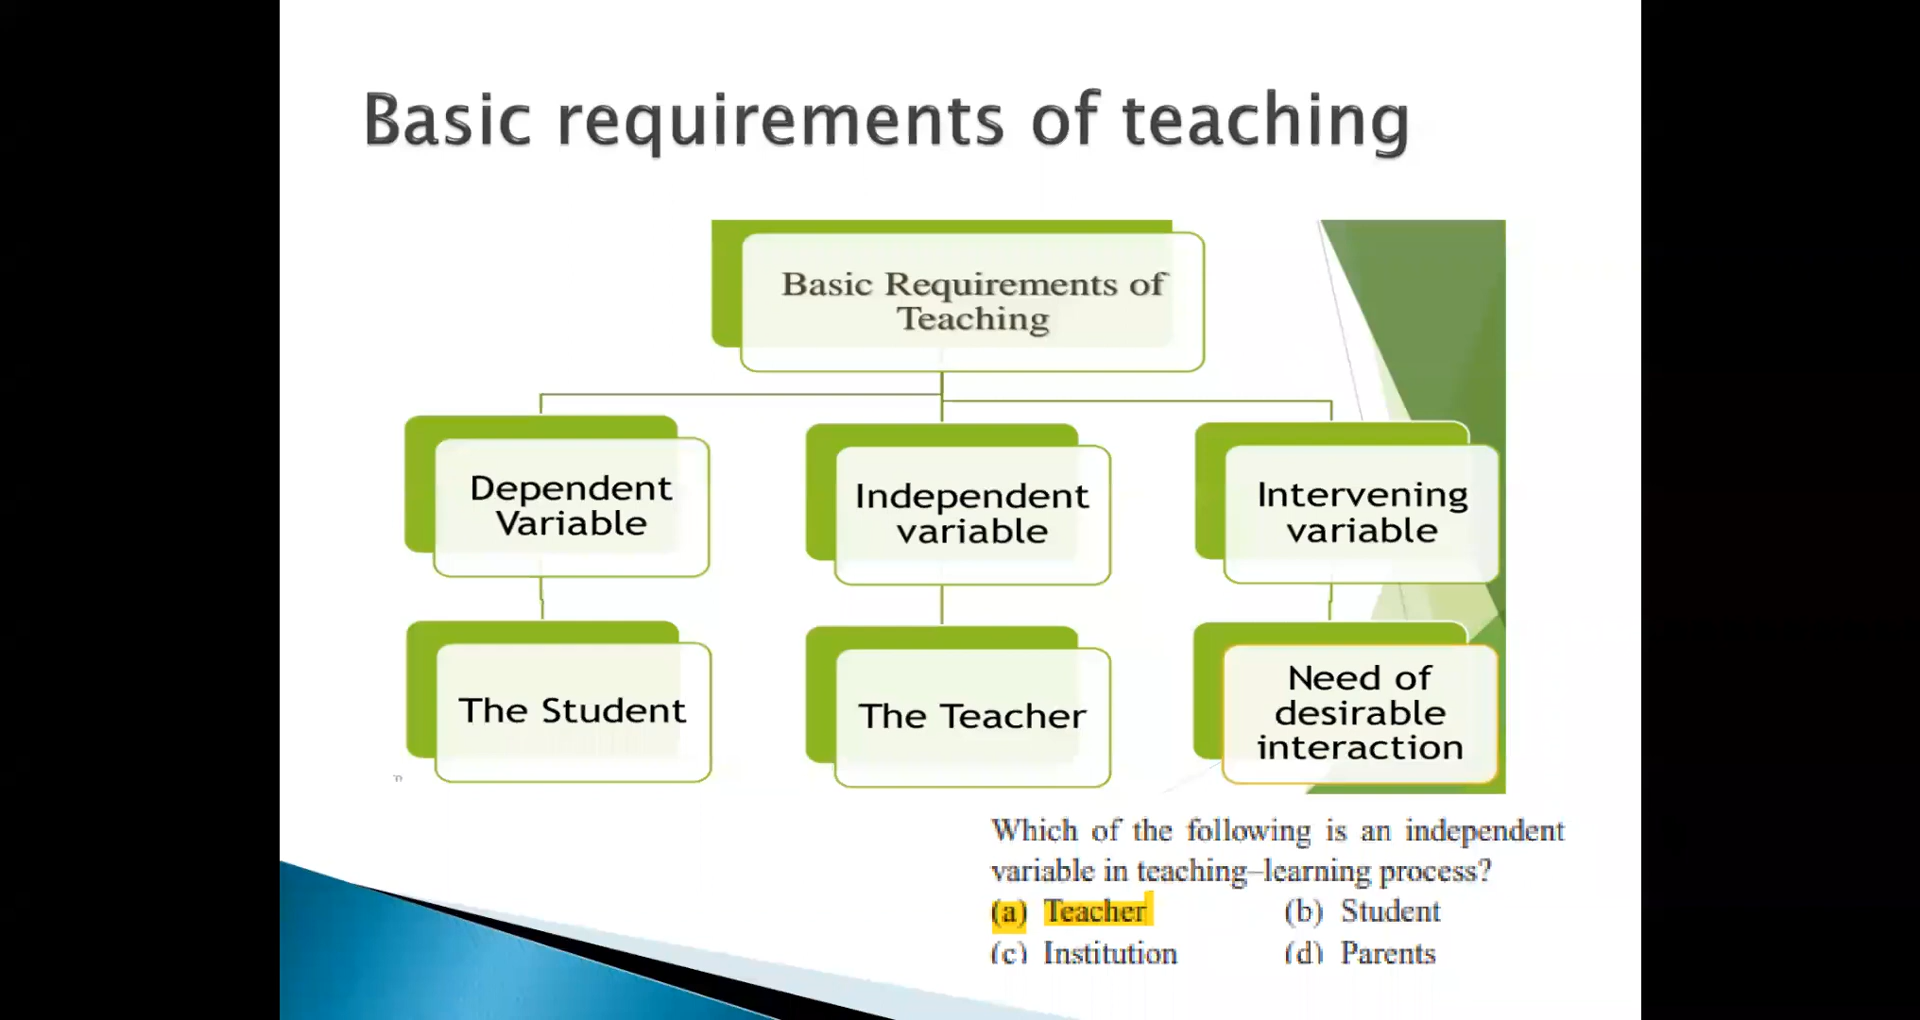 Basic requirements of teaching
Basic Requirements of
Teaching
Dependent
Variable
Independent
variable
Intervening
variable
The Student
The Teacher
Need of
desirable
interaction
Which of the following is an independent
variable in teaching–learning process?
(a) Teacher (b) Student
(c) Institution (d) Parents